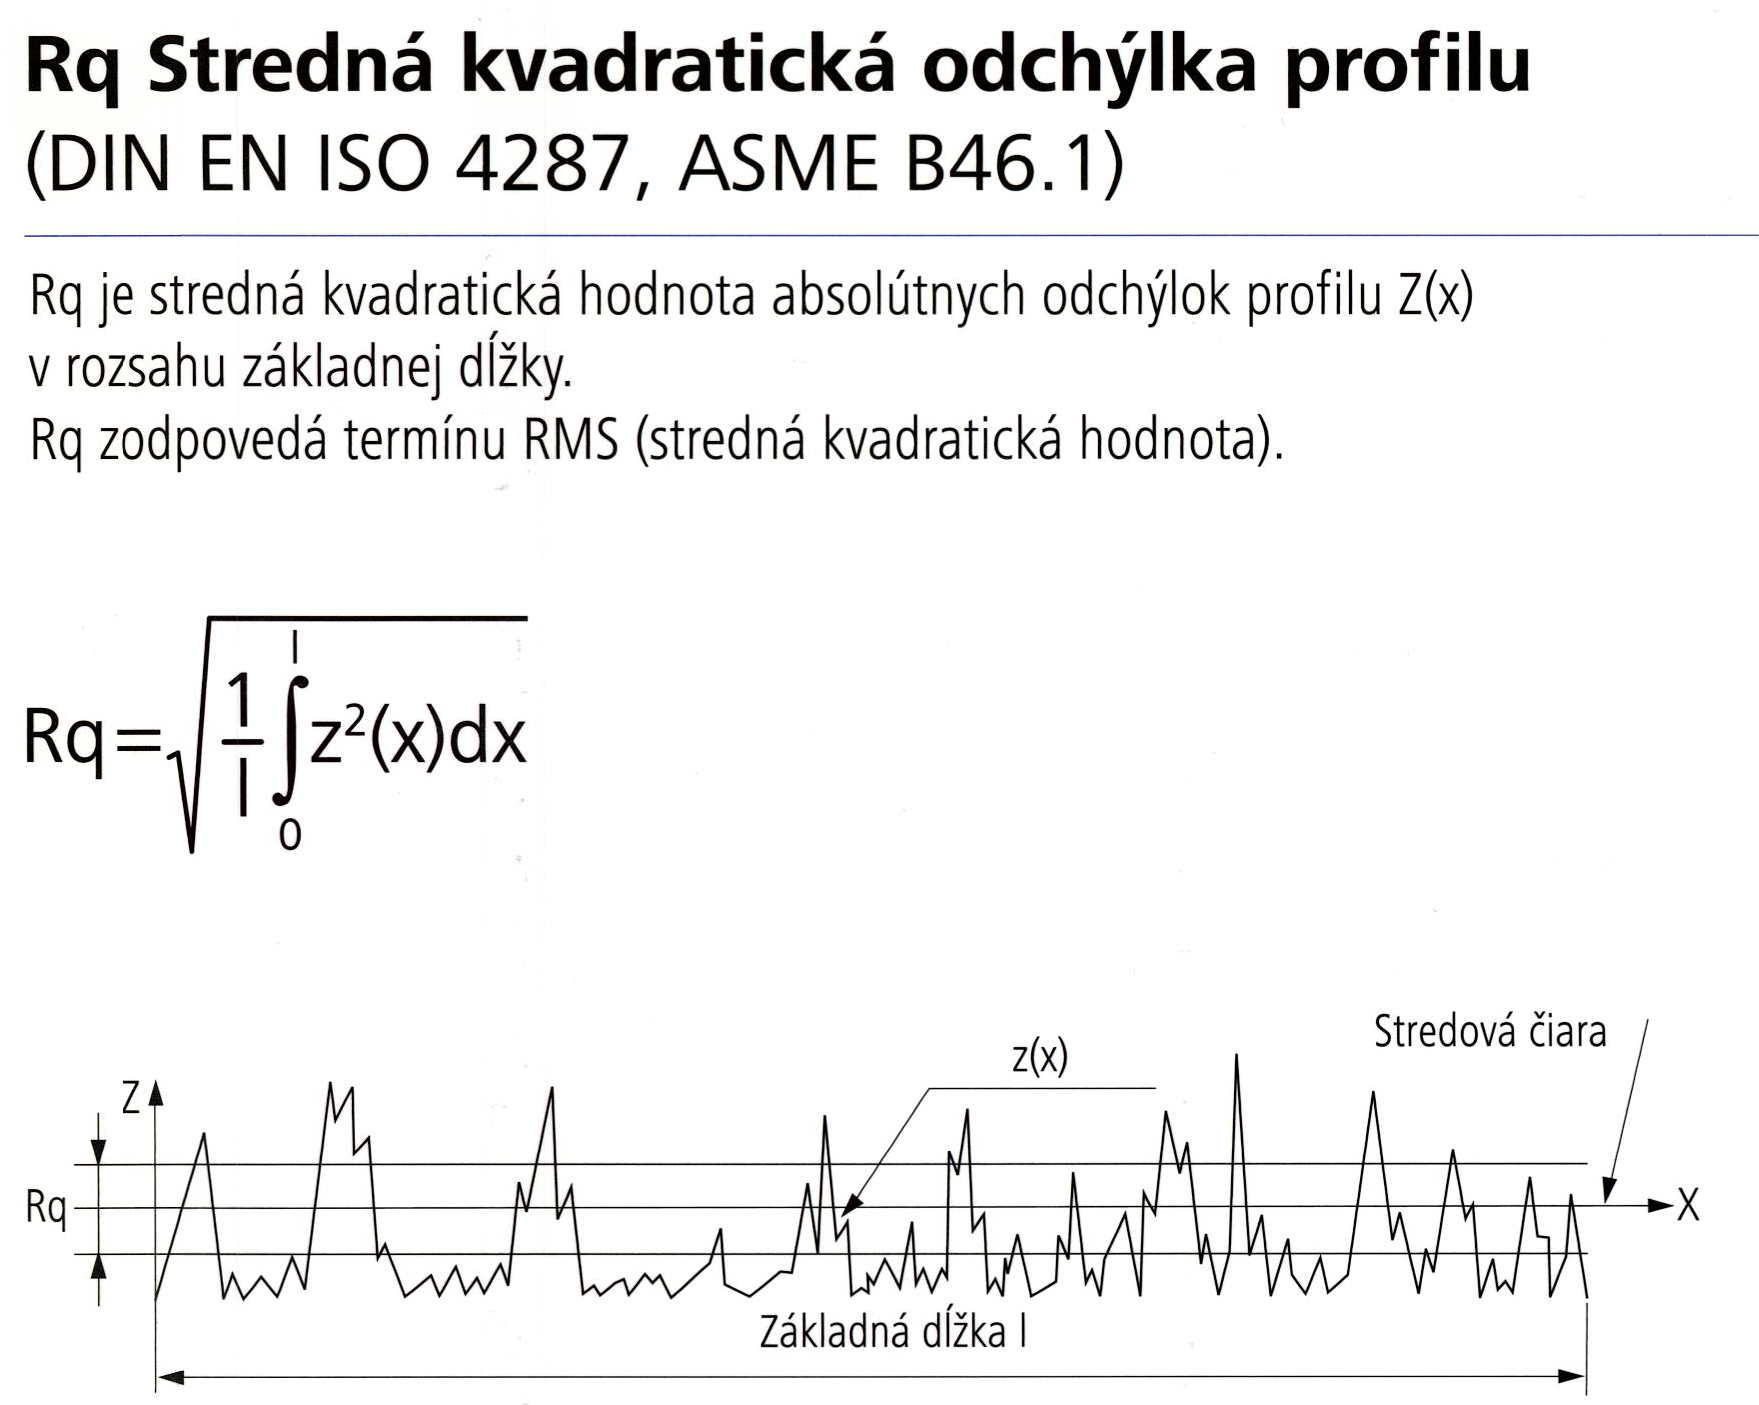 Rq Stredná kvadratická odchýlka profilu
(DIN EN ISO 4287, ASME B46.1)
Rq je stredná kvadratická hodnota absolútnych odchýlok profilu Z(x)
v rozsahu základnej dĺžky.
Rq zodpovedá termínu RMS (stredná kvadratická hodnota).
Rq=√ 1/l ∫₀ˡ z²(x)dx
Stredová čiara
z(x)
Z
Rq
X
Základná dĺžka l